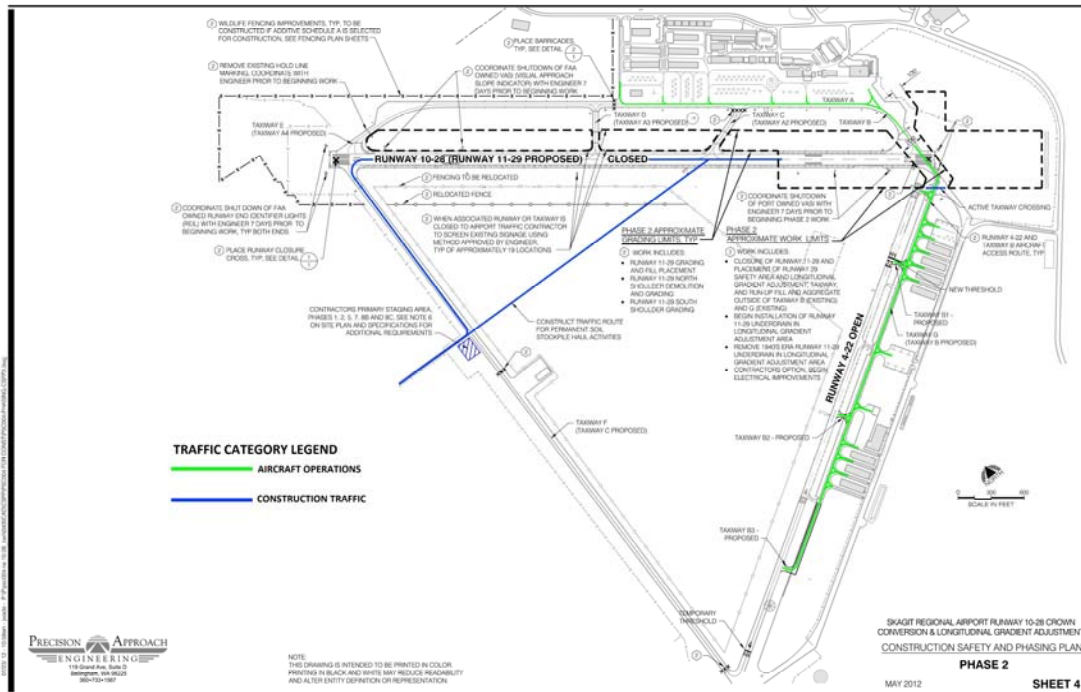 WILDLIFE FENCING IMPROVEMENTS, TYP, TO BE
CONSTRUCTED IF ADDITIVE SCHEDULE A IS SELECTED
FOR CONSTRUCTION, SEE FENCING PLAN SHEETS
REMOVE EXISTING HOLD LINE
MARKING, COORDINATE WITH
ENGINEER PRIOR TO BEGINNING WORK
PLACE BARRICADES,
TYP, SEE DETAIL
COORDINATE SHUTDOWN OF FAA
OWNED VASI (VISUAL APPROACH
SLOPE INDICATOR) WITH ENGINEER 7
DAYS PRIOR TO BEGINNING WORK
TAXIWAY A
TAXIWAY B
TAXIWAY E
(TAXIWAY A4 PROPOSED)
TAXIWAY D
(TAXIWAY A3 PROPOSED)
TAXIWAY C
(TAXIWAY A2 PROPOSED)
RUNWAY 10-28 (RUNWAY 11-29 PROPOSED) CLOSED
FENCING TO BE RELOCATED
RELOCATED FENCE
COORDINATE SHUT DOWN OF FAA
OWNED RUNWAY END IDENTIFIER LIGHTS
(REIL) WITH ENGINEER 7 DAYS PRIOR TO
BEGINNING WORK, TYP BOTH ENDS
PLACE RUNWAY CLOSURE
CROSS, TYP, SEE DETAIL
WHEN ASSOCIATED RUNWAY OR TAXIWAY IS
CLOSED TO AIRPORT TRAFFIC CONTRACTOR
TO SCREEN EXISTING SIGNAGE USING
METHOD APPROVED BY ENGINEER,
TYP OF APPROXIMATELY 19 LOCATIONS
COORDINATE SHUTDOWN
OF PORT OWNED VASI WITH
ENGINEER 7 DAYS PRIOR TO
BEGINNING PHASE 2 WORK
ACTIVE TAXIWAY CROSSING
RUNWAY 4-22 AND
TAXIWAY B AIRCRAFT
ACCESS ROUTE, TYP
PHASE 2 APPROXIMATE
GRADING LIMITS, TYP
WORK INCLUDES:
• RUNWAY 11-29 GRADING
AND FILL PLACEMENT
• RUNWAY 11-29 NORTH
SHOULDER DEMOLITION
AND GRADING
• RUNWAY 11-29 SOUTH
SHOULDER GRADING
PHASE 2
APPROXIMATE WORK LIMITS
WORK INCLUDES:
• CLOSURE OF RUNWAY 11-29 AND
PLACEMENT OF RUNWAY 29
SAFETY AREA AND LONGITUDINAL
GRADIENT ADJUSTMENT, TAXIWAY,
AND RUN-UP FILL AND AGGREGATE
OUTSIDE OF TAXIWAY B (EXISTING)
AND G (EXISTING)
• BEGIN INSTALLATION OF RUNWAY
11-29 UNDERDRAIN IN
LONGITUDINAL GRADIENT
ADJUSTMENT AREA
• REMOVE 1940'S ERA RUNWAY 11-29
UNDERDRAIN IN LONGITUDINAL
GRADIENT ADJUSTMENT AREA
• CONTRACTORS OPTION, BEGIN
ELECTRICAL IMPROVEMENTS
NEW THRESHOLD
TAXIWAY B1 -
PROPOSED
TAXIWAY G
(TAXIWAY B PROPOSED)
RUNWAY 4-22 OPEN
CONTRACTORS PRIMARY STAGING AREA,
PHASES 1, 2, 5, 7, 8B AND 8C, SEE NOTE 6
ON SITE PLAN AND SPECIFICATIONS FOR
ADDITIONAL REQUIREMENTS
CONSTRUCT TRAFFIC ROUTE
FOR PERMANENT SOIL
STOCKPILE HAUL ACTIVITIES
TAXIWAY F
(TAXIWAY C PROPOSED)
TAXIWAY B2 - PROPOSED
TRAFFIC CATEGORY LEGEND
AIRCRAFT OPERATIONS
CONSTRUCTION TRAFFIC
NORTH
0 300 600
SCALE IN FEET
TAXIWAY B3 -
PROPOSED
TEMPORARY
THRESHOLD
PRECISION APPROACH
ENGINEERING
119 Grand Ave, Suite D
Bellingham, WA 98225
360-733-1567
NOTE:
THIS DRAWING IS INTENDED TO BE PRINTED IN COLOR.
PRINTING IN BLACK AND WHITE MAY REDUCE READABILITY
AND ALTER ENTITY DEFINITION OR REPRESENTATION.
SKAGIT REGIONAL AIRPORT RUNWAY 10-28 CROWN
CONVERSION & LONGITUDINAL GRADIENT ADJUSTMENT
CONSTRUCTION SAFETY AND PHASING PLAN
PHASE 2
MAY 2012 SHEET 4